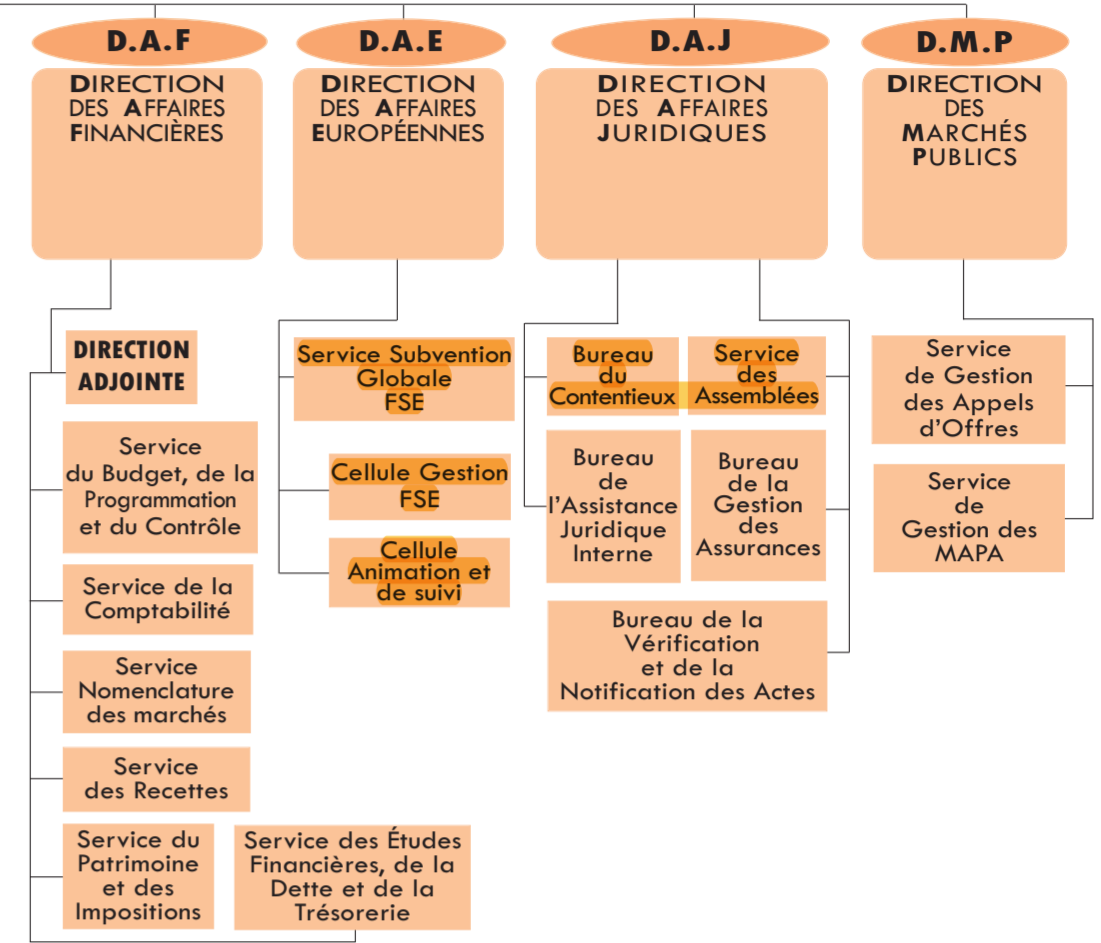 D.A.F
DIRECTION
DES AFFAIRES
FINANCIÈRES
DIRECTION
ADJOINTE
Service
du Budget, de la
Programmation
et du Contrôle
Service de la
Comptabilité
Service
Nomenclature
des marchés
Service
des Recettes
Service du
Patrimoine
et des
Impositions
Service des Études
Financières, de la
Dette et de la
Trésorerie
D.A.E
DIRECTION
DES AFFAIRES
EUROPÉENNES
Service Subvention
Globale
FSE
Cellule Gestion
FSE
Cellule
Animation et
de suivi
D.A.J
DIRECTION
DES AFFAIRES
JURIDIQUES
Bureau
du
Contentieux
Service
des
Assemblées
Bureau
de
l'Assistance
Juridique
Interne
Bureau
de la
Gestion
des
Assurances
Bureau de la
Vérification
et de la
Notification des Actes
D.M.P
DIRECTION
DES
MARCHÉS
PUBLICS
Service
de Gestion
des Appels
d'Offres
Service
de
Gestion des
MAPA